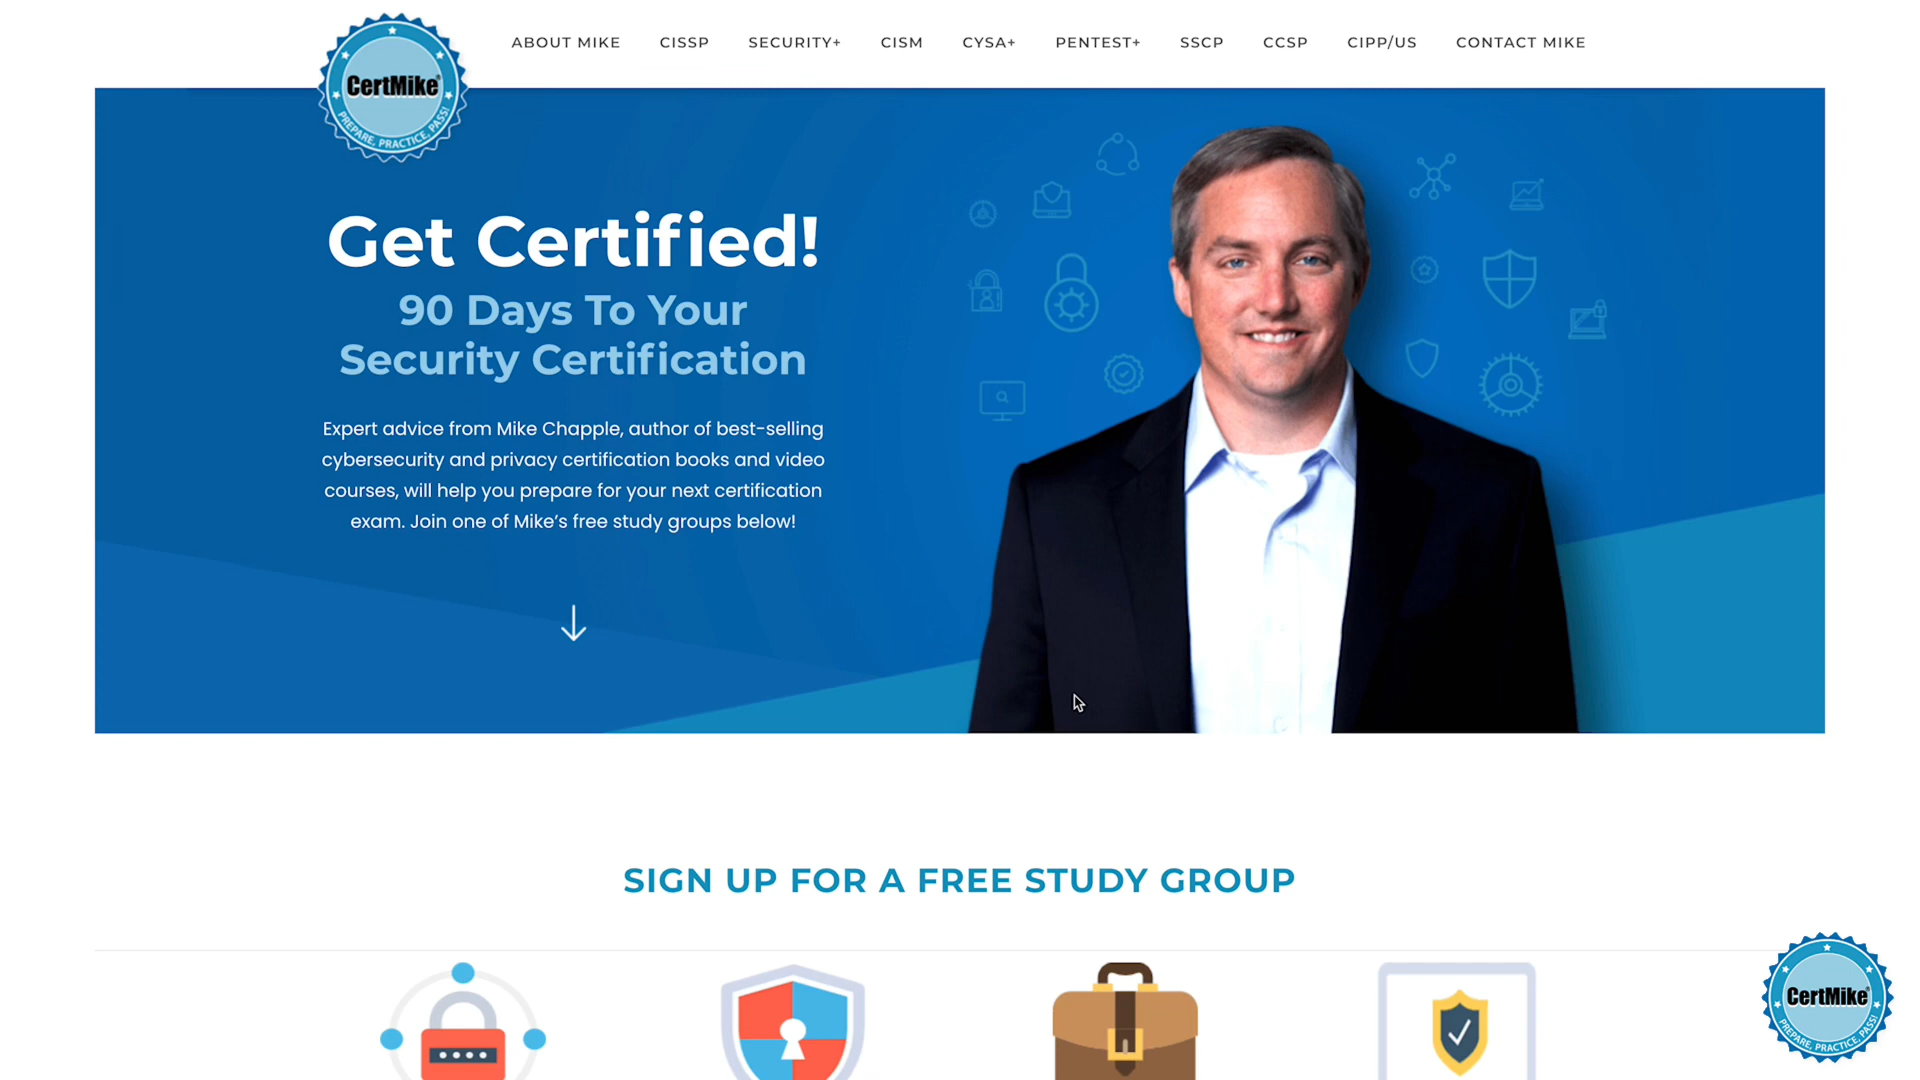 CertMike®
PREPARE, PRACTICE, PASS!
ABOUT MIKE
CISSP
SECURITY+
CISM
CYSA+
PENTEST+
SSCP
CCSP
CIPP/US
CONTACT MIKE
Get Certified!
90 Days To Your
Security Certification
Expert advice from Mike Chapple, author of best-selling
cybersecurity and privacy certification books and video
courses, will help you prepare for your next certification
exam. Join one of Mike’s free study groups below!
SIGN UP FOR A FREE STUDY GROUP
CertMike®
PREPARE, PRACTICE, PASS!